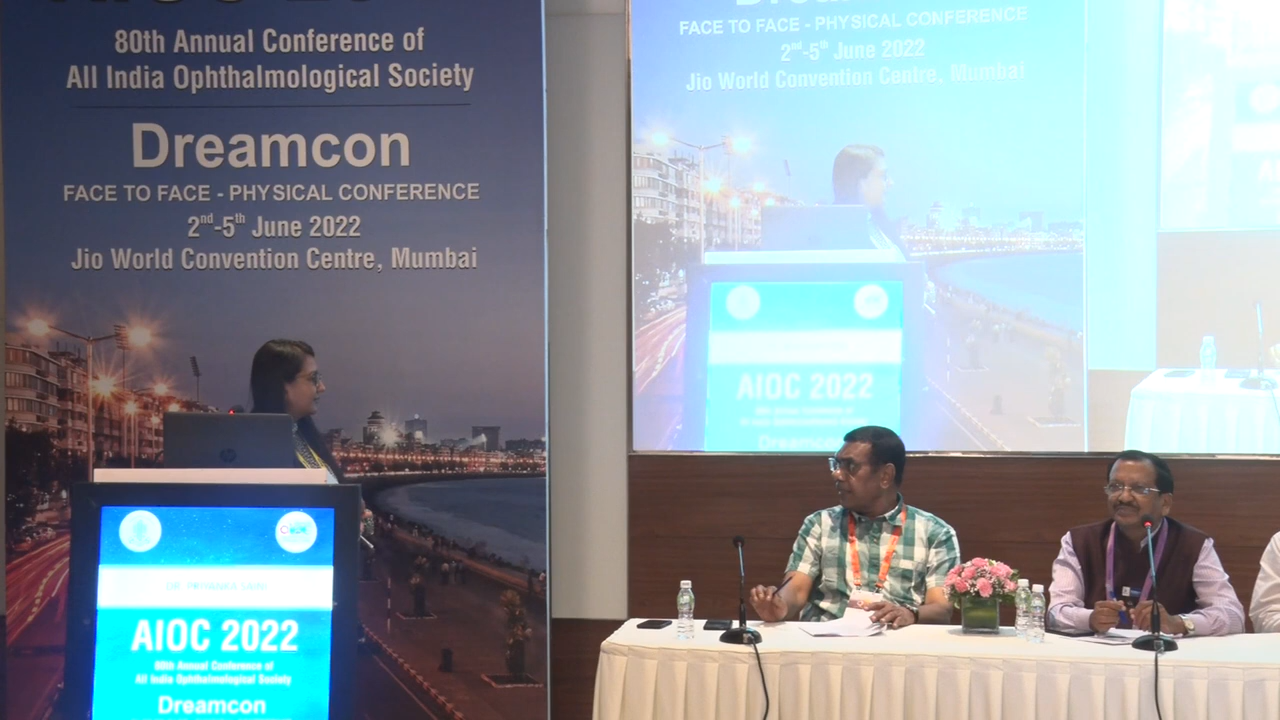 80th Annual Conference of
All India Ophthalmological Society
Dreamcon
FACE TO FACE - PHYSICAL CONFERENCE
2nd-5th June 2022
Jio World Convention Centre, Mumbai
FACE TO FACE - PHYSICAL CONFERENCE
2nd-5th June 2022
Jio World Convention Centre, Mumbai
AIOC 2022
DR. PRIYANKA
AIOC 2022
80th Annual Conference of
All India Ophthalmological Society
Dreamcon